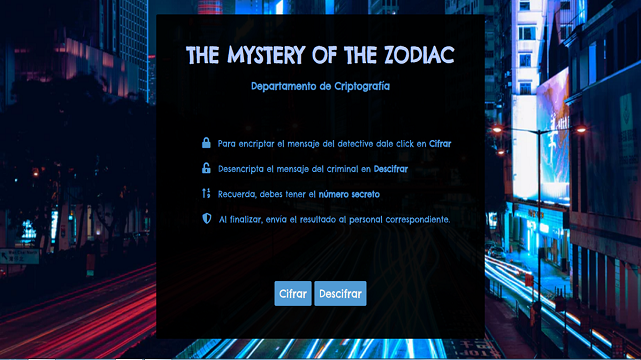 THE MYSTERY OF THE ZODIAC
Departamento de Criptografía
Para encriptar el mensaje del detective dale click en Cifrar
Desencripta el mensaje del criminal en Descifrar
Recuerda, debes tener el número secreto
Al finalizar, envía el resultado al personal correspondiente.
Cifrar
Descifrar